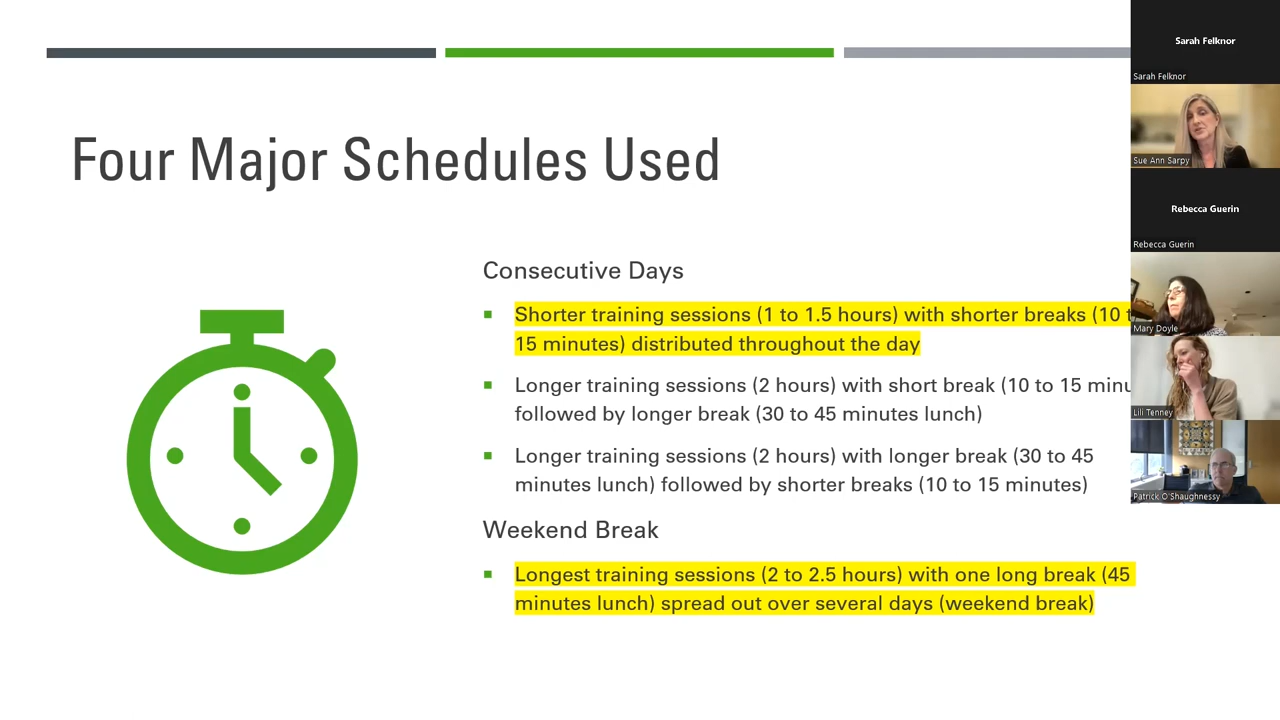 Four Major Schedules Used
Consecutive Days
Shorter training sessions (1 to 1.5 hours) with shorter breaks (10
15 minutes) distributed throughout the day
Longer training sessions (2 hours) with short break (10 to 15 minu
followed by longer break (30 to 45 minutes lunch)
Longer training sessions (2 hours) with longer break (30 to 45
minutes lunch) followed by shorter breaks (10 to 15 minutes)
Weekend Break
Longest training sessions (2 to 2.5 hours) with one long break (45
minutes lunch) spread out over several days (weekend break)
Sarah Felknor
Sarah Felknor
Sue Ann Sarpy
Rebecca Guerin
Rebecca Guerin
Mary Doyle
Lili Tenney
Patrick O'Shaughnessy